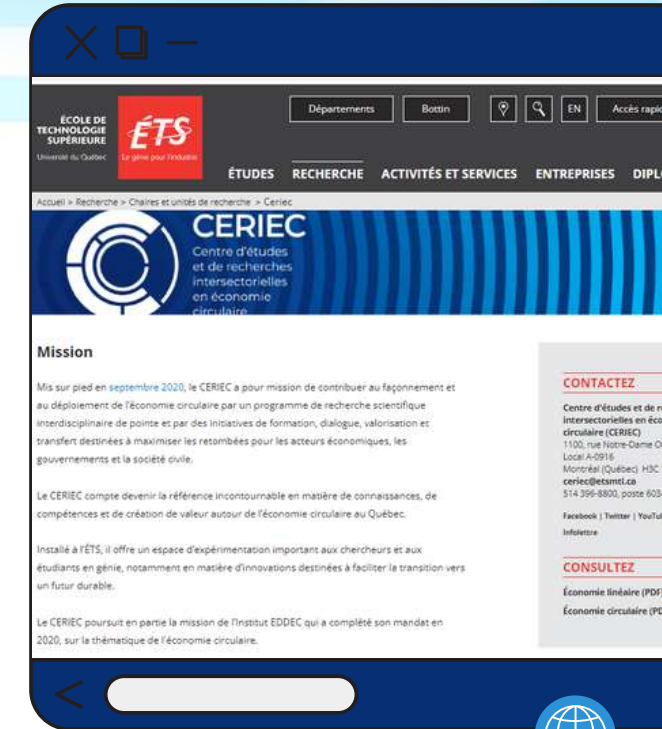 ÉCOLE DE
TECHNOLOGIE
SUPÉRIEURE
Université du Québec
ÉTS
Le génie pour l'industrie
Départements
Bottin
EN
Accès rapid
ÉTUDES RECHERCHE ACTIVITÉS ET SERVICES ENTREPRISES DIPLO
Accueil > Recherche > Chaires et unités de recherche > Ceriec
CERIEC
Centre d'études
et de recherches
intersectorielles
en économie
circulaire
Mission
Mis sur pied en septembre 2020, le CERIEC a pour mission de contribuer au façonnement et
au déploiement de l'économie circulaire par un programme de recherche scientifique
interdisciplinaire de pointe et par des initiatives de formation, dialogue, valorisation et
transfert destinées à maximiser les retombées pour les acteurs économiques, les
gouvernements et la société civile.
Le CERIEC compte devenir la référence incontournable en matière de connaissances, de
compétences et de création de valeur autour de l'économie circulaire au Québec.
Installé à l'ÉTS, il offre un espace d'expérimentation important aux chercheurs et aux
étudiants en génie, notamment en matière d'innovations destinées à faciliter la transition vers
un futur durable.
Le CERIEC poursuit en partie la mission de l'Institut EDDEC qui a complété son mandat en
2020, sur la thématique de l'économie circulaire.
CONTACTEZ
Centre d'études et de re
intersectorielles en éco
circulaire (CERIEC)
1100, rue Notre-Dame Ou
Local A-0916
Montréal (Québec) H3C
ceriec@etsmtl.ca
514 396-8800, poste 603
Facebook | Twitter | YouTu
Infolettre
CONSULTEZ
Économie linéaire (PDF)
Économie circulaire (PD